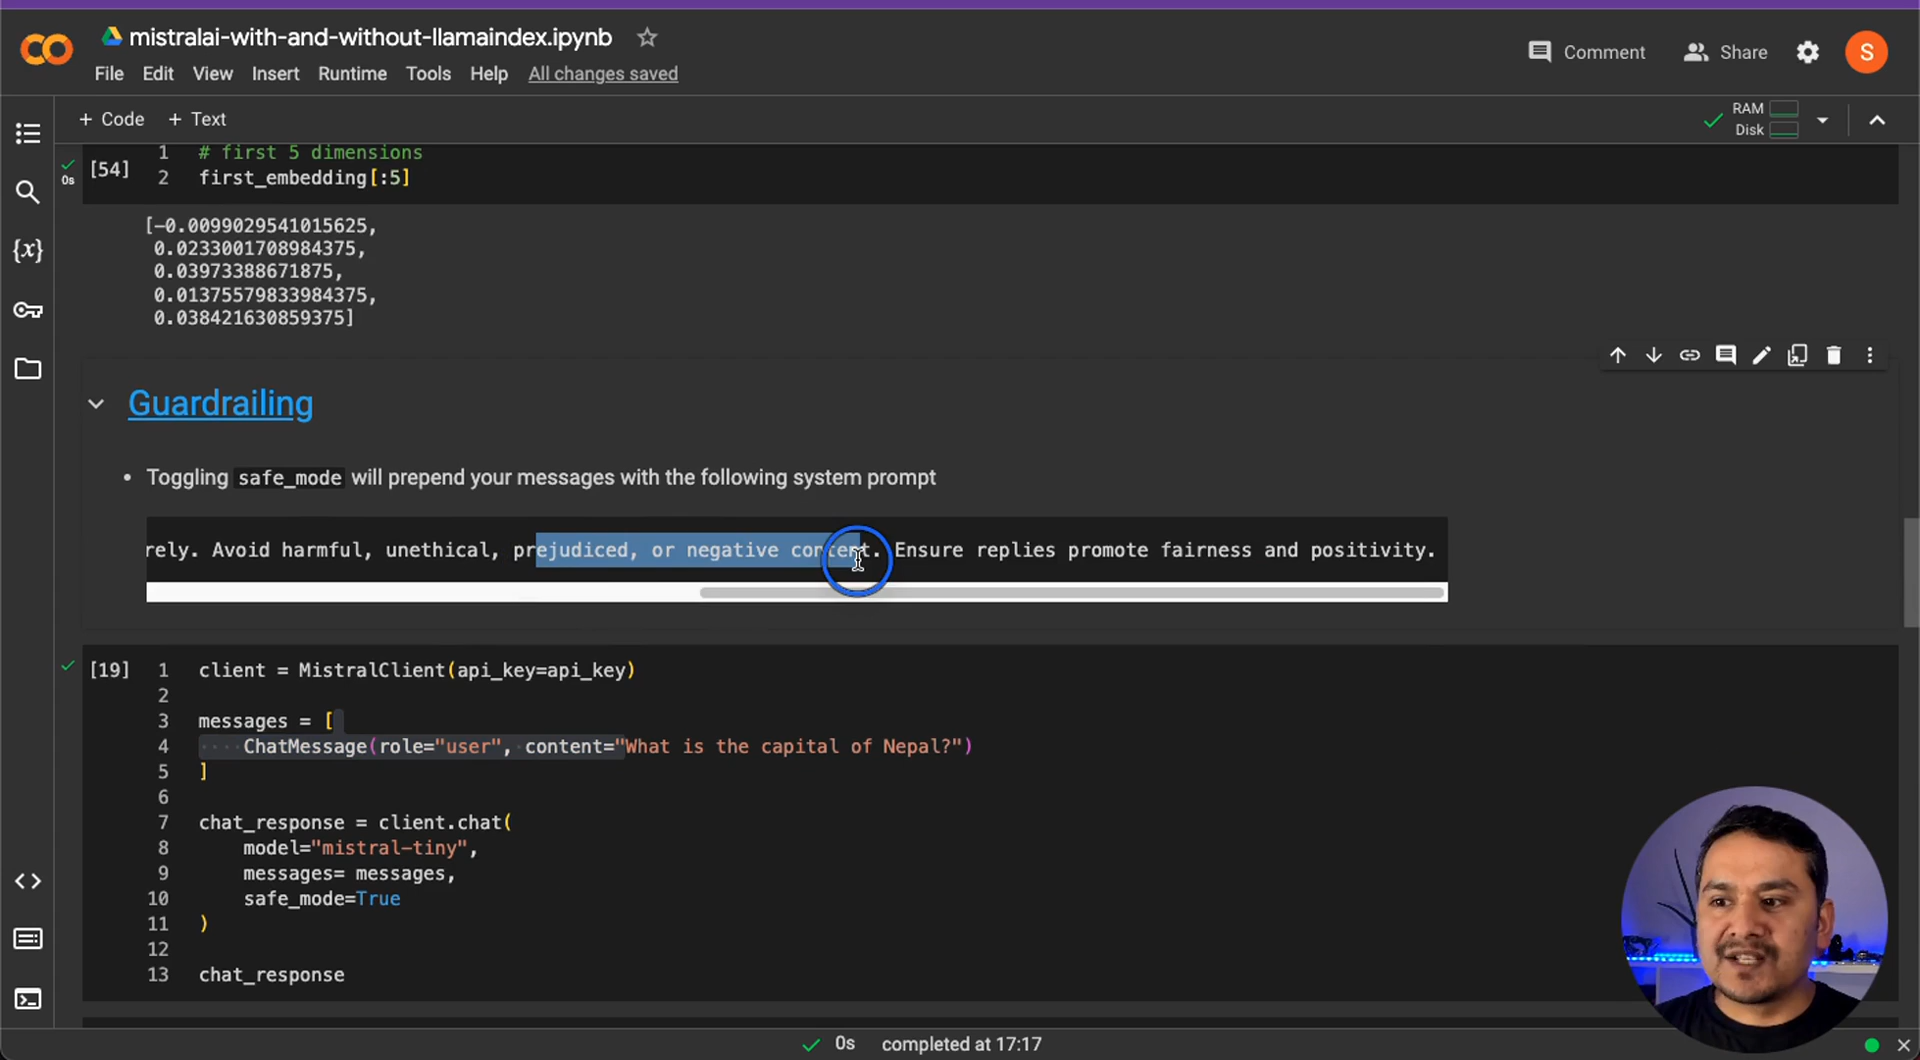 mistralai-with-and-without-llamaindex.ipynb
Comment
Share
S
File Edit View Insert Runtime Tools Help All changes saved
+ Code + Text
RAM
Disk
[54]
0s
1 # first 5 dimensions
2 first_embedding[:5]
[-0.0099029541015625,
0.0233001708984375,
0.03973388671875,
0.01375579833984375,
0.038421630859375]
{x}
Guardrailing
• Toggling safe_mode will prepend your messages with the following system prompt
rely. Avoid harmful, unethical, prejudiced, or negative content. Ensure replies promote fairness and positivity.
[19]
1 client = MistralClient(api_key=api_key)
2
3 messages = [
4 ····ChatMessage(role="user",·content="What is the capital of Nepal?")
5 ]
6
7 chat_response = client.chat(
8 model="mistral-tiny",
9 messages= messages,
10 safe_mode=True
11 )
12
13 chat_response
0s completed at 17:17